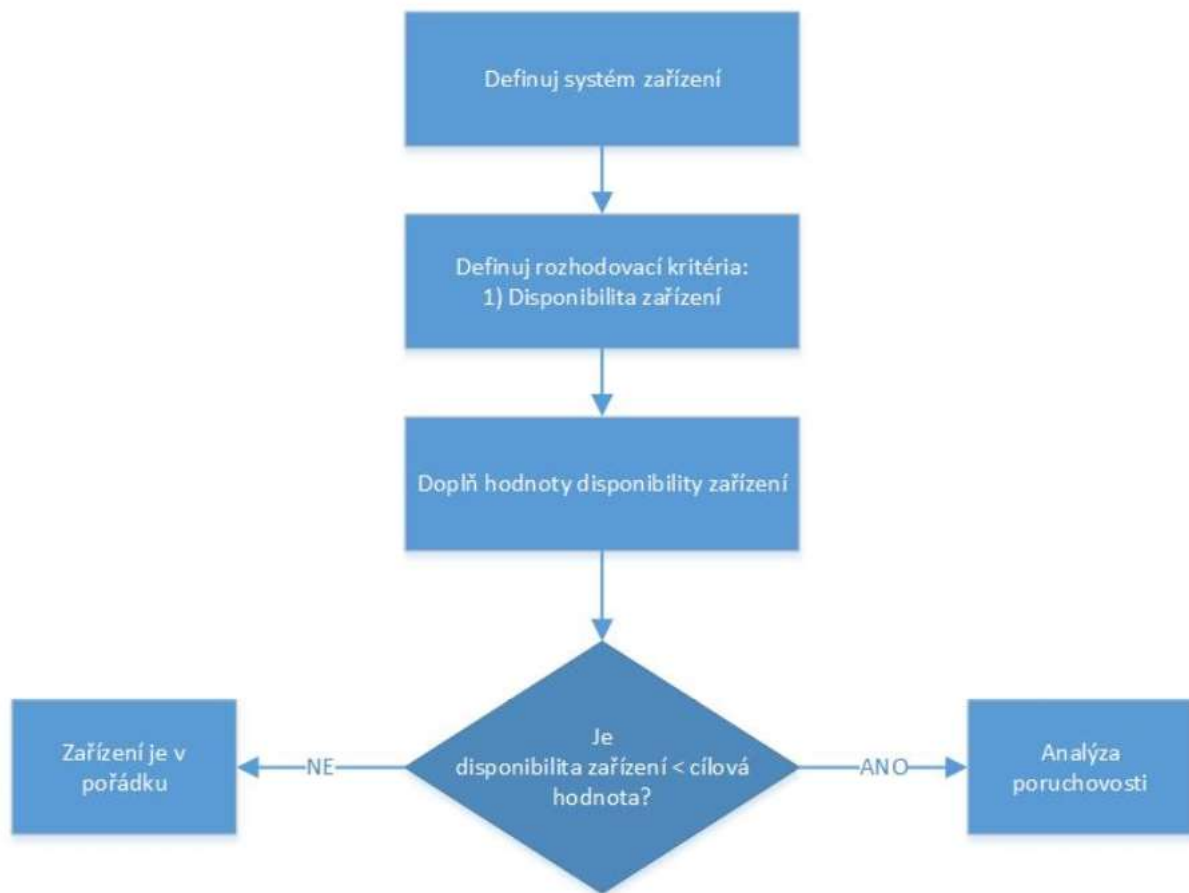 Definuj systém zařízení
Definuj rozhodovací kritéria:
1) Disponibilita zařízení
Doplň hodnoty disponibility zařízení
Je
disponibilita zařízení < cílová
hodnota?
NE
Zařízení je v
pořádku
ANO
Analýza
poruchovosti